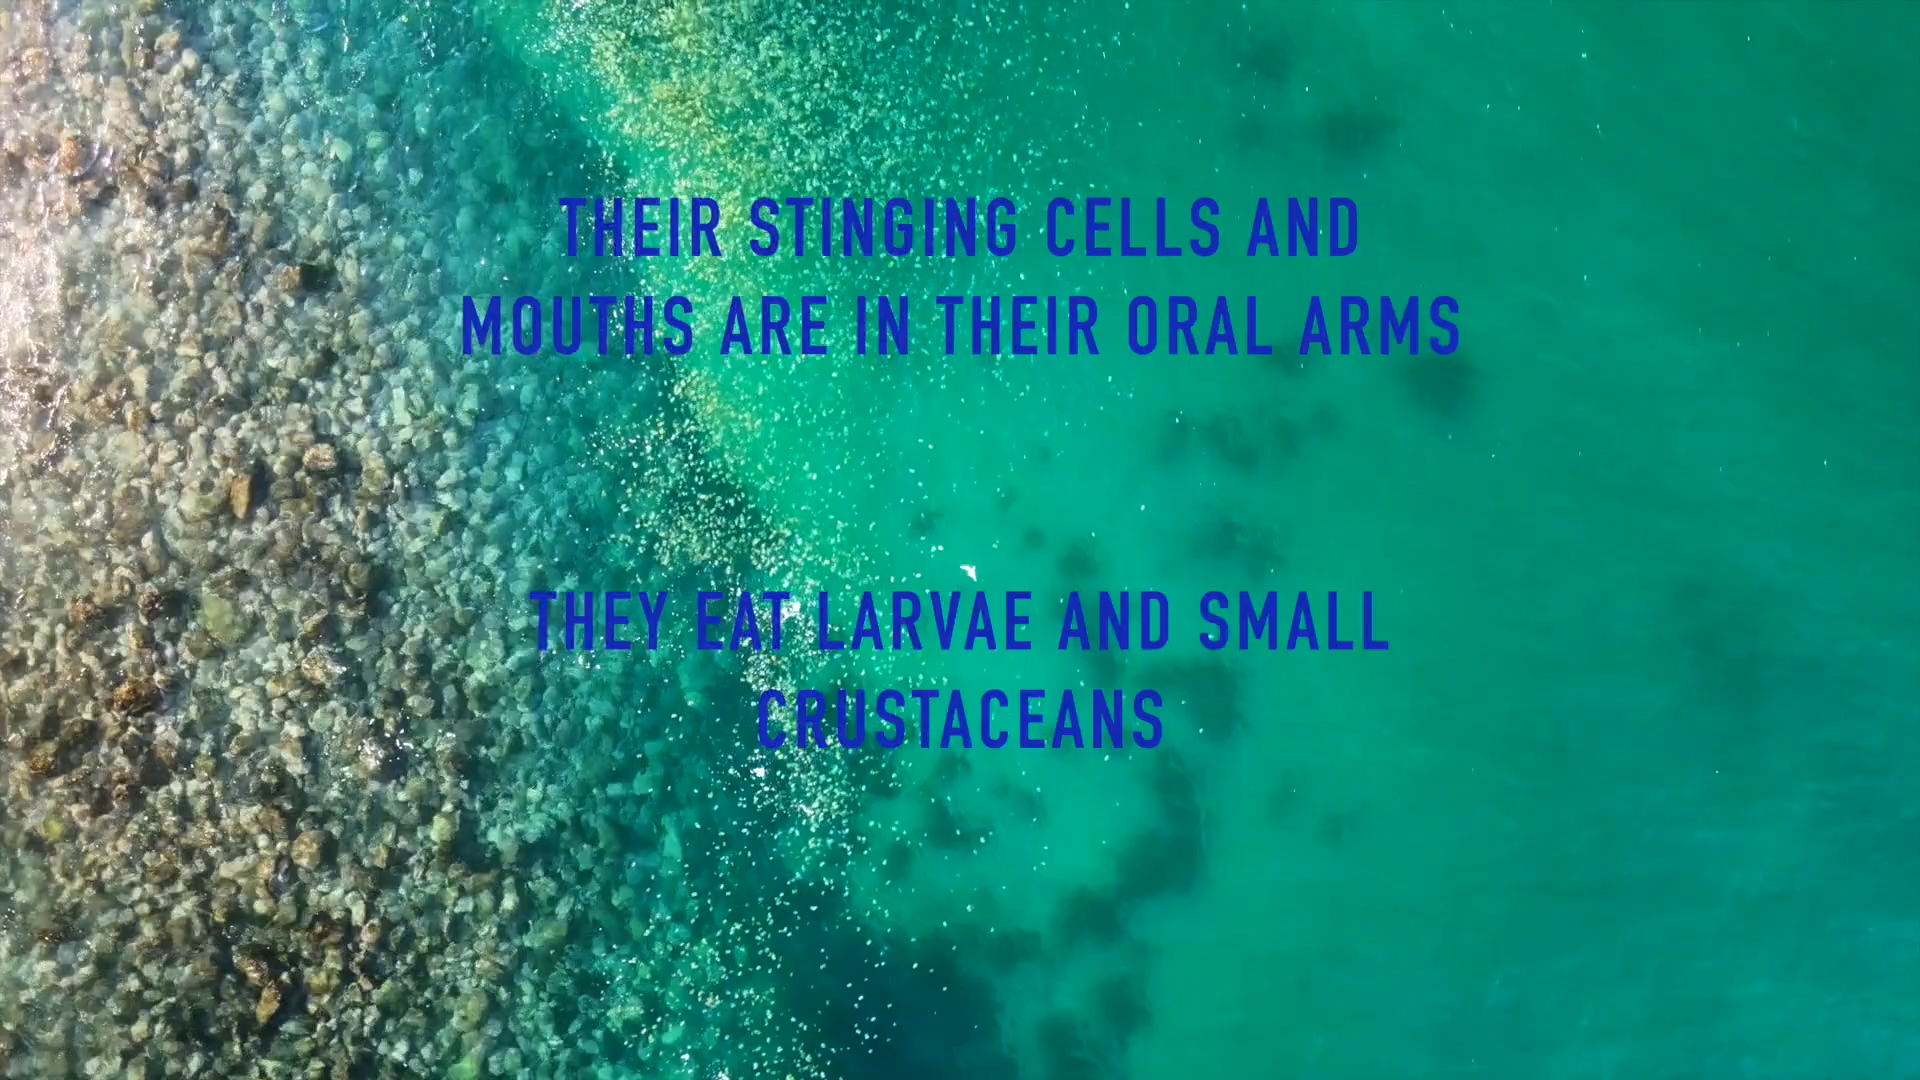 THEIR STINGING CELLS AND
MOUTHS ARE IN THEIR ORAL ARMS
THEY EAT LARVAE AND SMALL
CRUSTACEANS